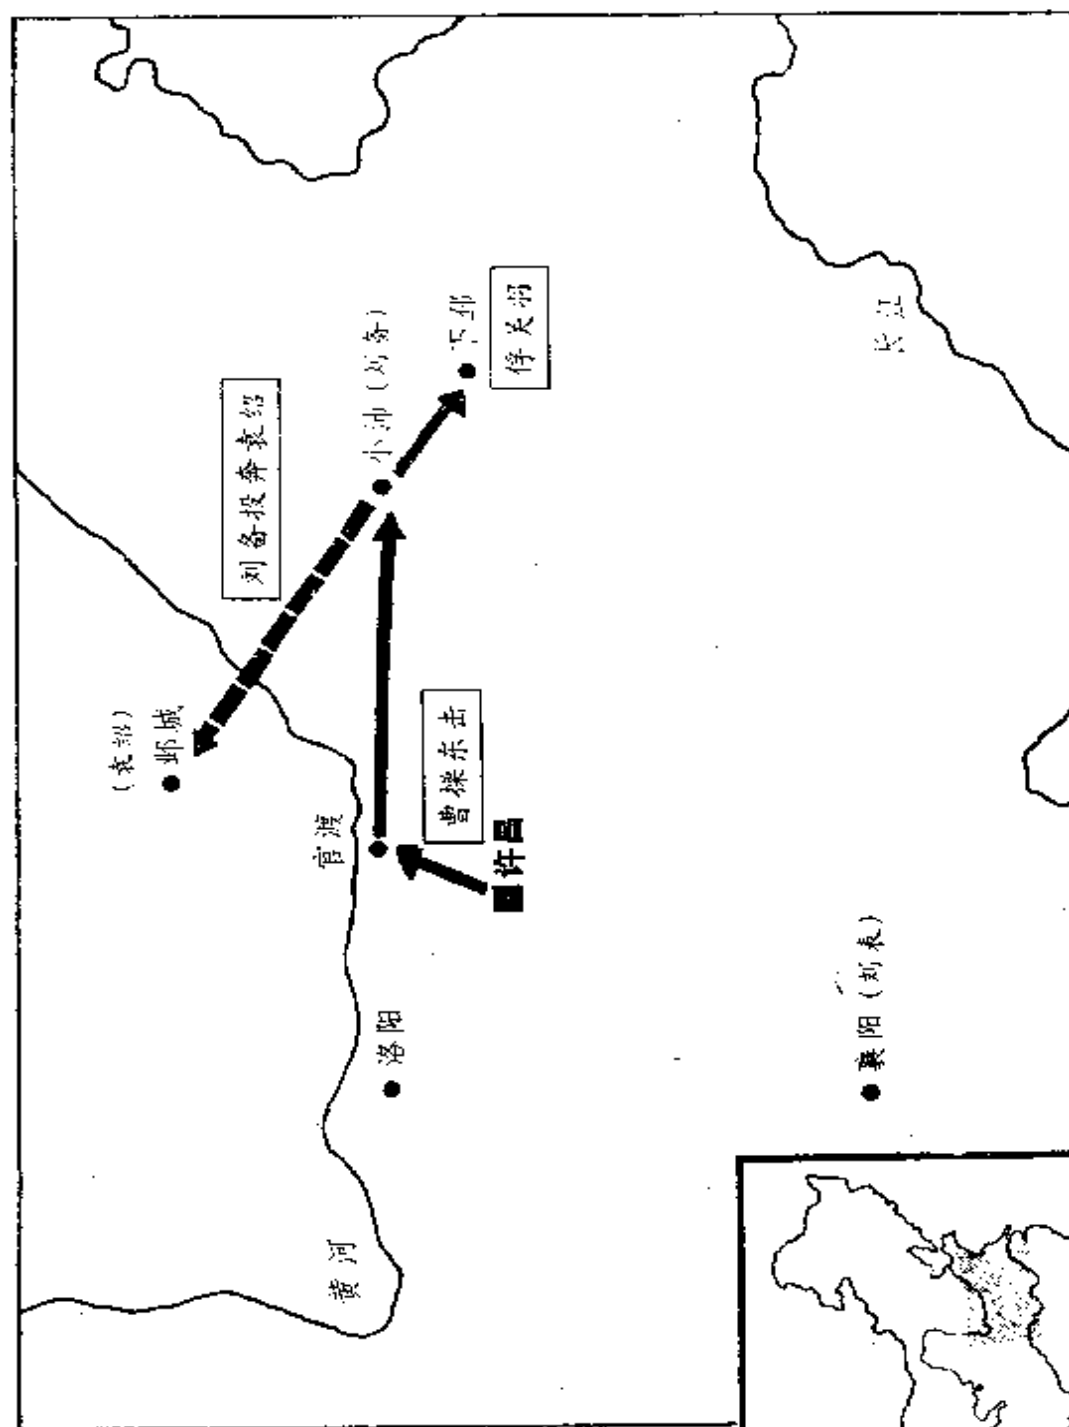 (袁绍)
邺城
刘备投奔袁绍
小沛(刘备)
下邳
俘关羽
官渡
曹操东击
许昌
洛阳
黄河
襄阳(刘表)
长江